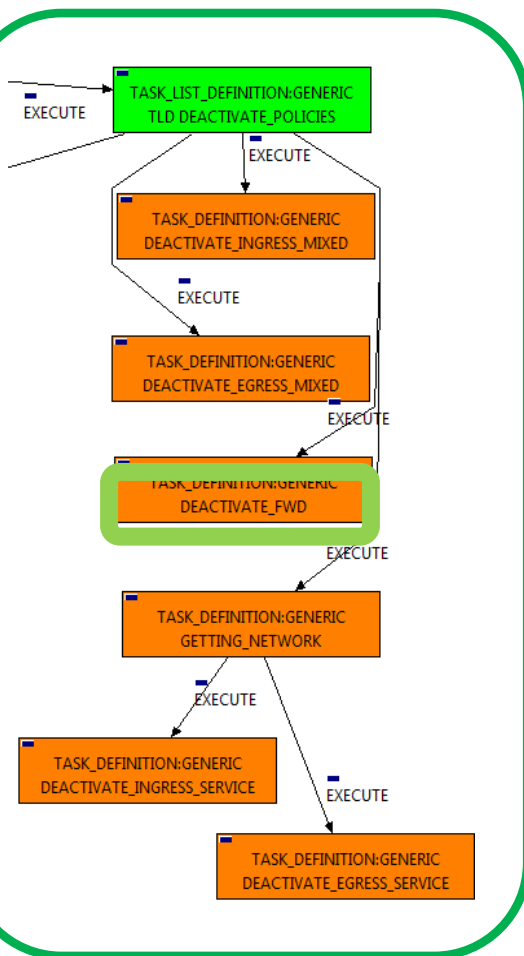 TASK_LIST_DEFINITION:GENERIC
TLD DEACTIVATE_POLICIES
EXECUTE
EXECUTE
TASK_DEFINITION:GENERIC
DEACTIVATE_INGRESS_MIXED
EXECUTE
TASK_DEFINITION:GENERIC
DEACTIVATE_EGRESS_MIXED
EXECUTE
TASK_DEFINITION:GENERIC
DEACTIVATE_FWD
EXECUTE
TASK_DEFINITION:GENERIC
GETTING_NETWORK
EXECUTE
TASK_DEFINITION:GENERIC
DEACTIVATE_INGRESS_SERVICE
EXECUTE
TASK_DEFINITION:GENERIC
DEACTIVATE_EGRESS_SERVICE